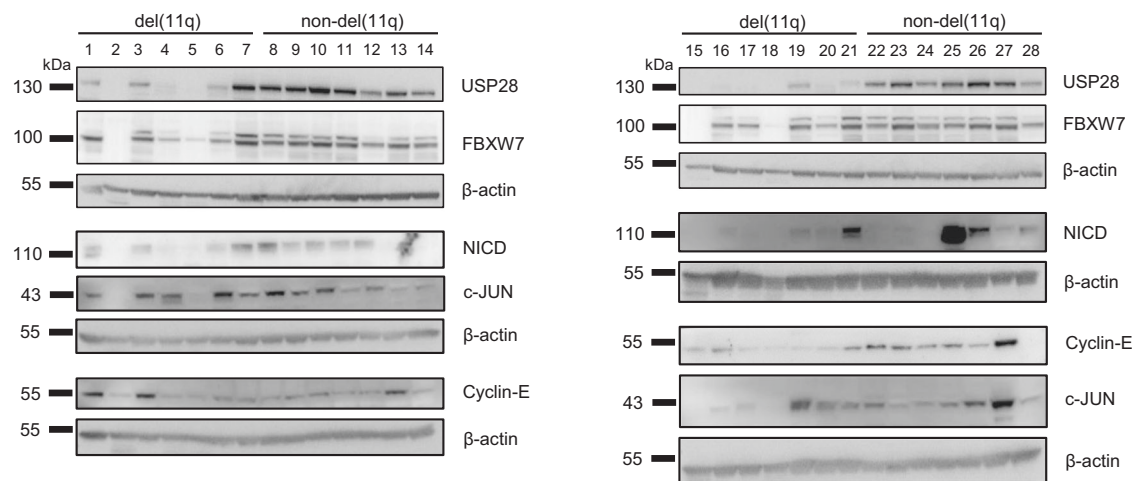 del(11q) non-del(11q)
1 2 3 4 5 6 7 8 9 10 11 12 13 14
kDa
130 USP28
100 FBXW7
55 β-actin
110 NICD
43 c-JUN
55 β-actin
55 Cyclin-E
55 β-actin
del(11q) non-del(11q)
15 16 17 18 19 20 21 22 23 24 25 26 27 28
kDa
130 USP28
100 FBXW7
55 β-actin
110 NICD
55 β-actin
55 Cyclin-E
43 c-JUN
55 β-actin